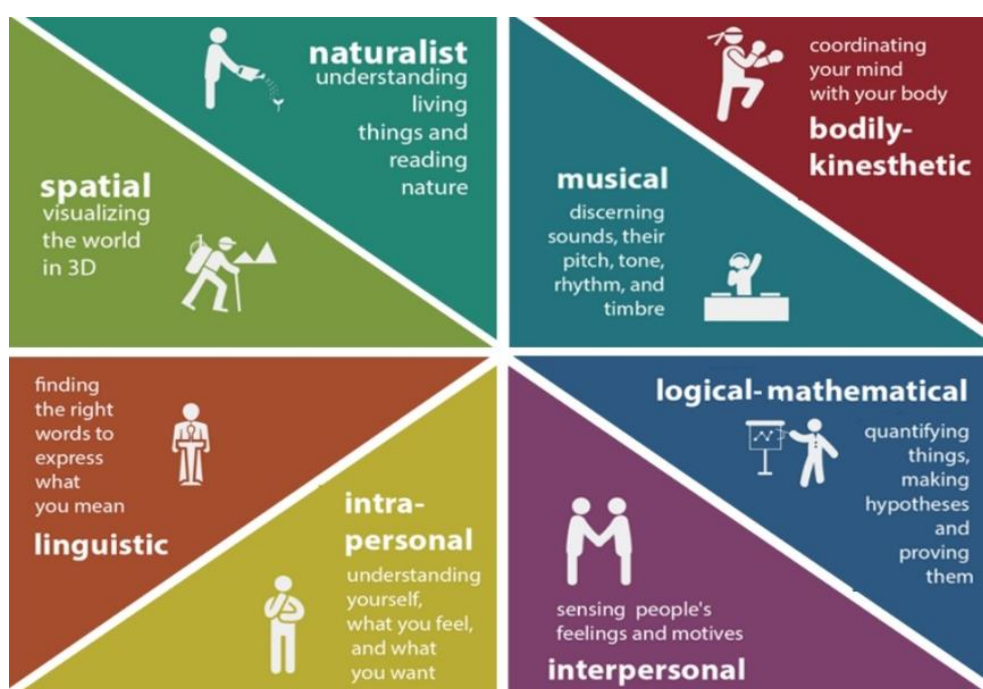 naturalist
understanding
living
things and
reading
nature
spatial
visualizing
the world
in 3D
coordinating
your mind
with your body
bodily-
kinesthetic
musical
discerning
sounds, their
pitch, tone,
rhythm, and
timbre
finding
the right
words to
express
what
you mean
linguistic
intra-
personal
understanding
yourself,
what you feel,
and what
you want
logical-mathematical
quantifying
things,
making
hypotheses
and
proving
them
sensing people's
feelings and motives
interpersonal